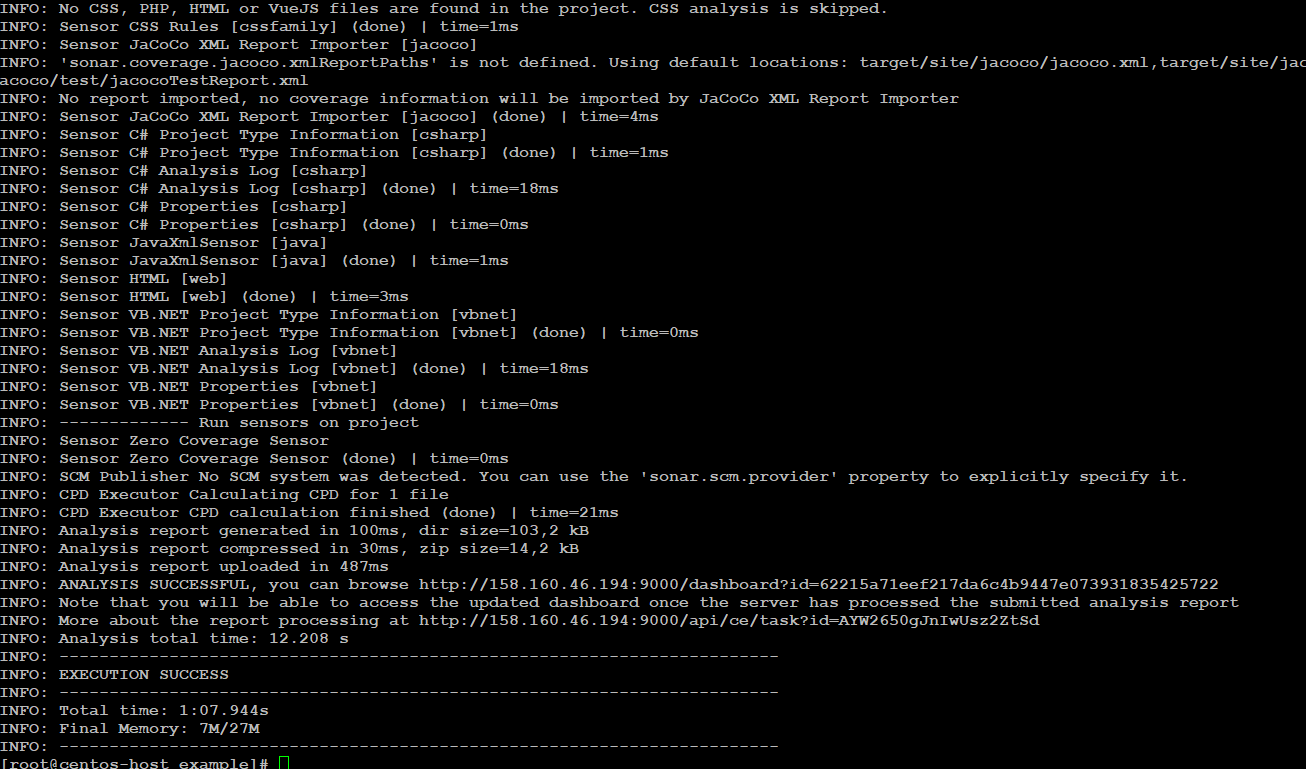 INFO: No CSS, PHP, HTML or VueJS files are found in the project. CSS analysis is skipped.
INFO: Sensor CSS Rules [cssfamily] (done) | time=1ms
INFO: Sensor JaCoCo XML Report Importer [jacoco]
INFO: 'sonar.coverage.jacoco.xmlReportPaths' is not defined. Using default locations: target/site/jacoco/jacoco.xml,target/site/jac
acoco/test/jacocoTestReport.xml
INFO: No report imported, no coverage information will be imported by JaCoCo XML Report Importer
INFO: Sensor JaCoCo XML Report Importer [jacoco] (done) | time=4ms
INFO: Sensor C# Project Type Information [csharp]
INFO: Sensor C# Project Type Information [csharp] (done) | time=1ms
INFO: Sensor C# Analysis Log [csharp]
INFO: Sensor C# Analysis Log [csharp] (done) | time=18ms
INFO: Sensor C# Properties [csharp]
INFO: Sensor C# Properties [csharp] (done) | time=0ms
INFO: Sensor JavaXmlSensor [java]
INFO: Sensor JavaXmlSensor [java] (done) | time=1ms
INFO: Sensor HTML [web]
INFO: Sensor HTML [web] (done) | time=3ms
INFO: Sensor VB.NET Project Type Information [vbnet]
INFO: Sensor VB.NET Project Type Information [vbnet] (done) | time=0ms
INFO: Sensor VB.NET Analysis Log [vbnet]
INFO: Sensor VB.NET Analysis Log [vbnet] (done) | time=18ms
INFO: Sensor VB.NET Properties [vbnet]
INFO: Sensor VB.NET Properties [vbnet] (done) | time=0ms
INFO: ------------- Run sensors on project
INFO: Sensor Zero Coverage Sensor
INFO: Sensor Zero Coverage Sensor (done) | time=0ms
INFO: SCM Publisher No SCM system was detected. You can use the 'sonar.scm.provider' property to explicitly specify it.
INFO: CPD Executor Calculating CPD for 1 file
INFO: CPD Executor CPD calculation finished (done) | time=21ms
INFO: Analysis report generated in 100ms, dir size=103,2 kB
INFO: Analysis report compressed in 30ms, zip size=14,2 kB
INFO: Analysis report uploaded in 487ms
INFO: ANALYSIS SUCCESSFUL, you can browse http://158.160.46.194:9000/dashboard?id=62215a71eef217da6c4b9447e073931835425722
INFO: Note that you will be able to access the updated dashboard once the server has processed the submitted analysis report
INFO: More about the report processing at http://158.160.46.194:9000/api/ce/task?id=AYW2650gJnIwUsz2ZtSd
INFO: Analysis total time: 12.208 s
INFO: ------------------------------------------------------------------------
INFO: EXECUTION SUCCESS
INFO: ------------------------------------------------------------------------
INFO: Total time: 1:07.944s
INFO: Final Memory: 7M/27M
INFO: ------------------------------------------------------------------------
[root@centos-host example]#